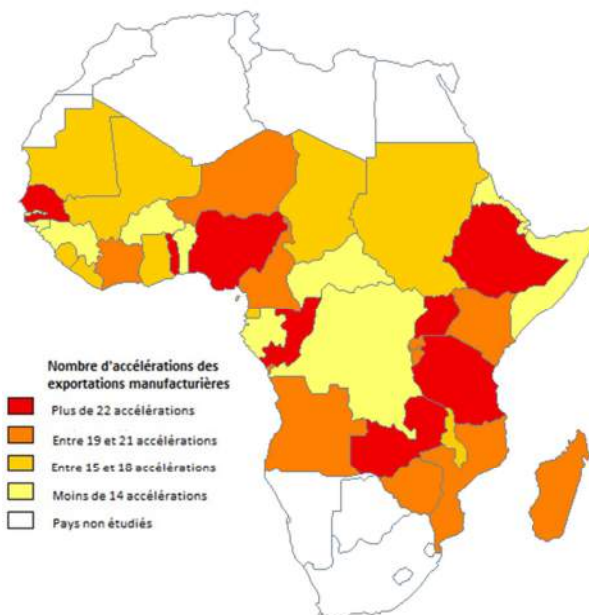 Nombre d'accélérations des
exportations manufacturières
Plus de 22 accélérations
Entre 19 et 21 accélérations
Entre 15 et 18 accélérations
Moins de 14 accélérations
Pays non étudiés